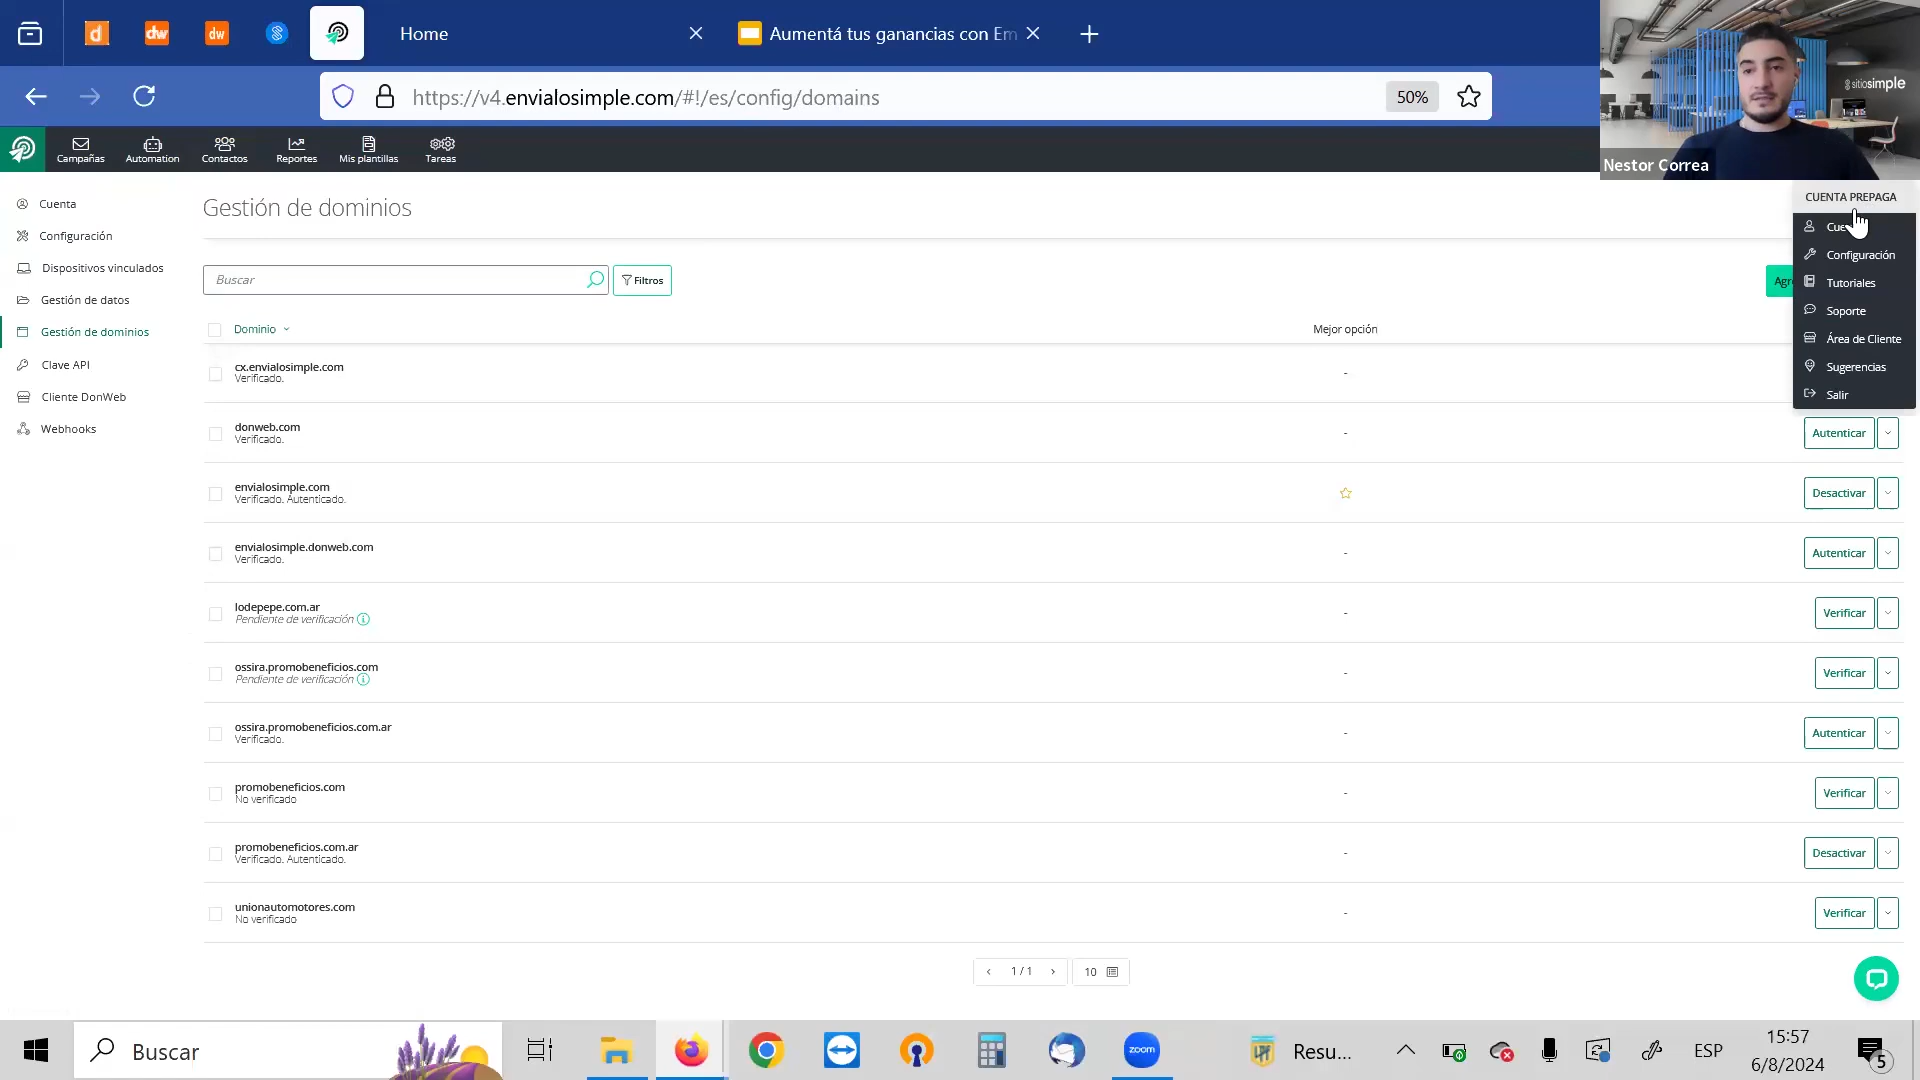 Home
Aumentá tus ganancias con Em
https://v4.envialosimple.com/#!/es/config/domains
50%
sitiosimple
Nestor Correa
Campañas
Automation
Contactos
Reportes
Mis plantillas
Tareas
CUENTA PREPAGA
Configuración
Tutoriales
Soporte
Área de Cliente
Sugerencias
Salir
Cuenta
Configuración
Dispositivos vinculados
Gestión de datos
Gestión de dominios
Clave API
Cliente DonWeb
Webhooks
Gestión de dominios
Buscar
Filtros
Agr
Dominio
Mejor opción
cx.envialosimple.com
Verificado.
-
donweb.com
Verificado.
-
Autenticar
envialosimple.com
Verificado. Autenticado.
Desactivar
envialosimple.donweb.com
Verificado.
-
Autenticar
lodepepe.com.ar
Pendiente de verificación
-
Verificar
ossira.promobeneficios.com
Pendiente de verificación
-
Verificar
ossira.promobeneficios.com.ar
Verificado.
-
Autenticar
promobeneficios.com
No verificado
-
Verificar
promobeneficios.com.ar
Verificado. Autenticado.
-
Desactivar
unionautomotores.com
No verificado
-
Verificar
‹ 1 / 1 ›
10
Buscar
zoom
Resu...
ESP
15:57
6/8/2024
5